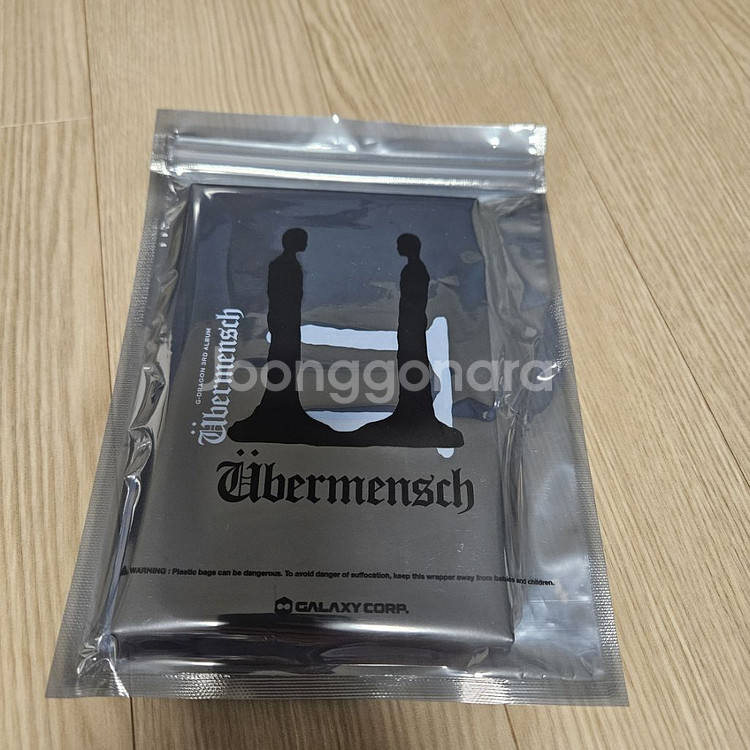 G-DRAGON 3RD ALBUM
Übermensch
joonggonara
Übermensch
WARNING : Plastic bags can be dangerous. To avoid danger of suffocation, keep this wrapper away from babies and children.
GALAXY CORP.